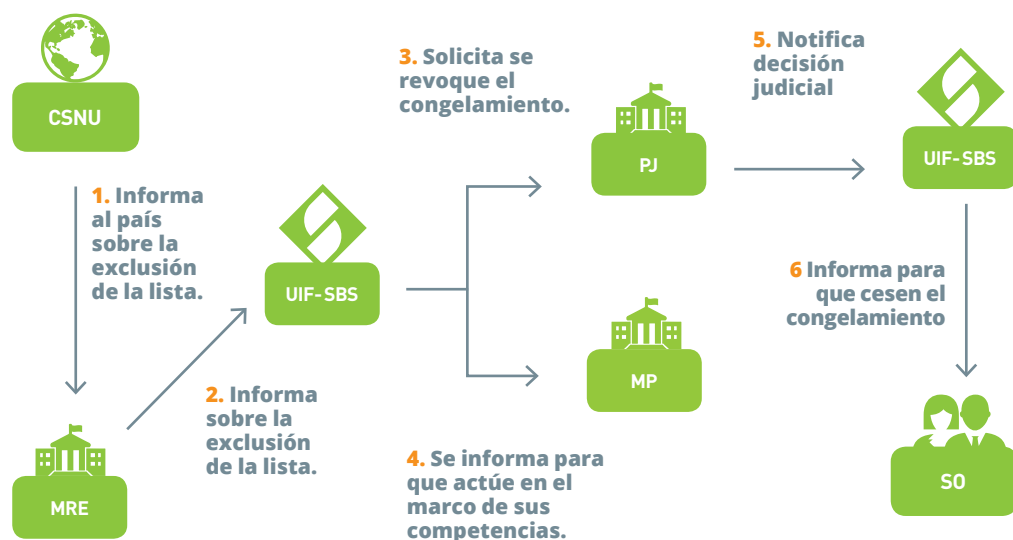 CSNU
1. Informa
al país
sobre la
exclusión
de la lista.
MRE
2. Informa
sobre la
exclusión
de la lista.
UIF-SBS
3. Solicita se
revoque el
congelamiento.
PJ
4. Se informa para
que actúe en el
marco de sus
competencias.
MP
5. Notifica
decisión
judicial
UIF-SBS
6 Informa para
que cesen el
congelamiento
SO